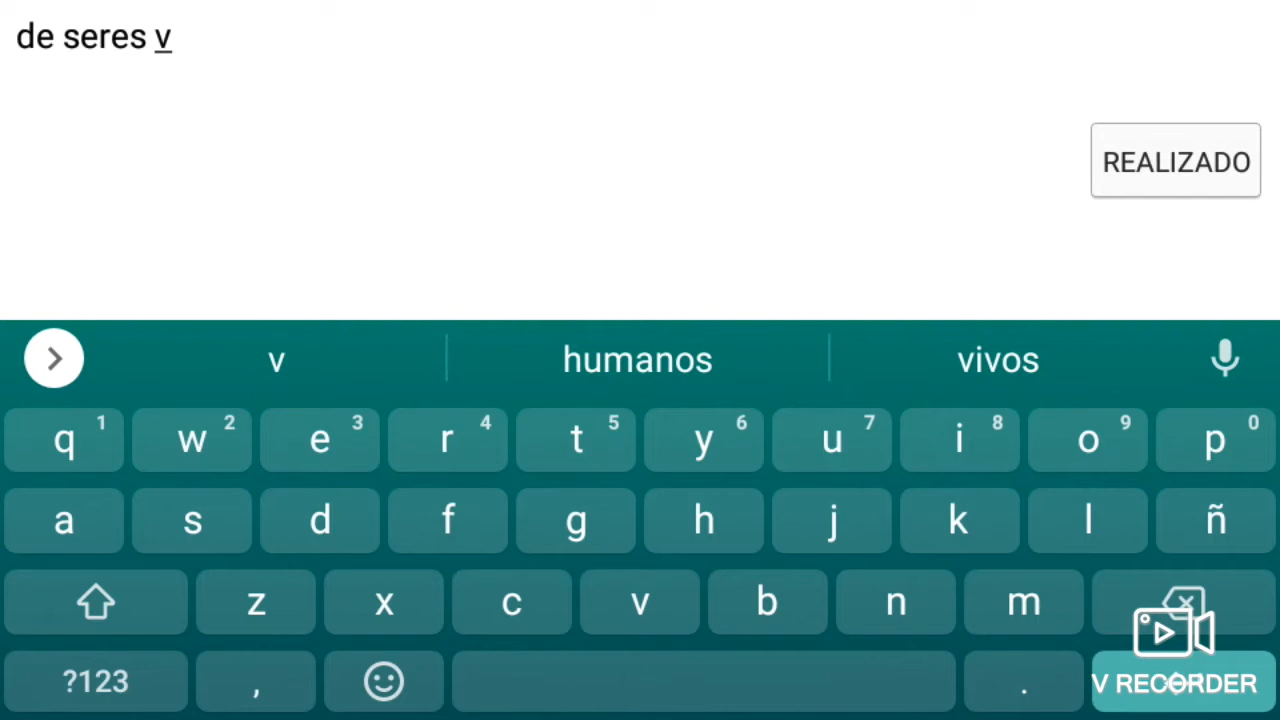 de seres v
REALIZADO
v humanos vivos
q 1 w 2 e 3 r 4 t 5 y 6 u 7 i 8 o 9 p 0
a s d f g h j k l ñ
z x c v b n m
?123 , .
V RECORDER